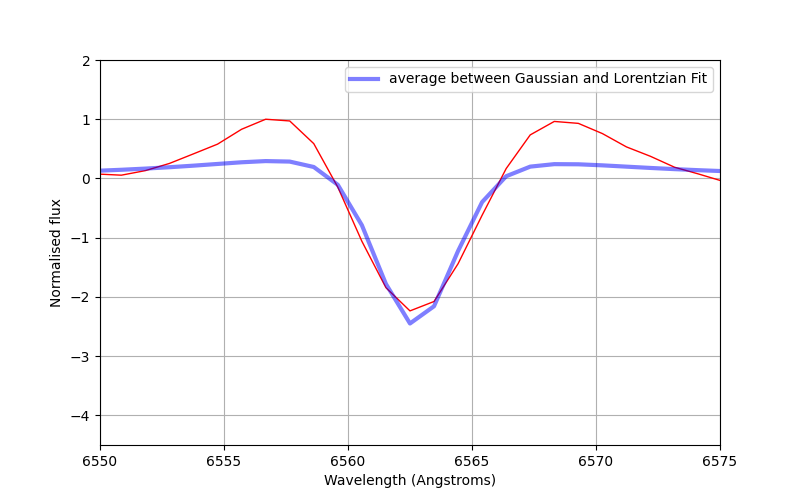 average between Gaussian and Lorentzian Fit
2
1
0
−1
−2
−3
−4
Normalised flux
6550 6555 6560 6565 6570 6575
Wavelength (Angstroms)